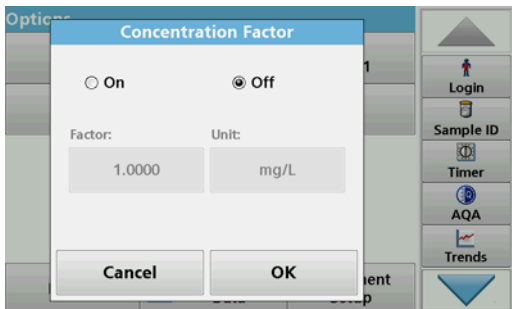 Concentration Factor
On
Off
Factor:
Unit:
1.0000
mg/L
Cancel
OK
Login
Sample ID
Timer
AQA
Trends